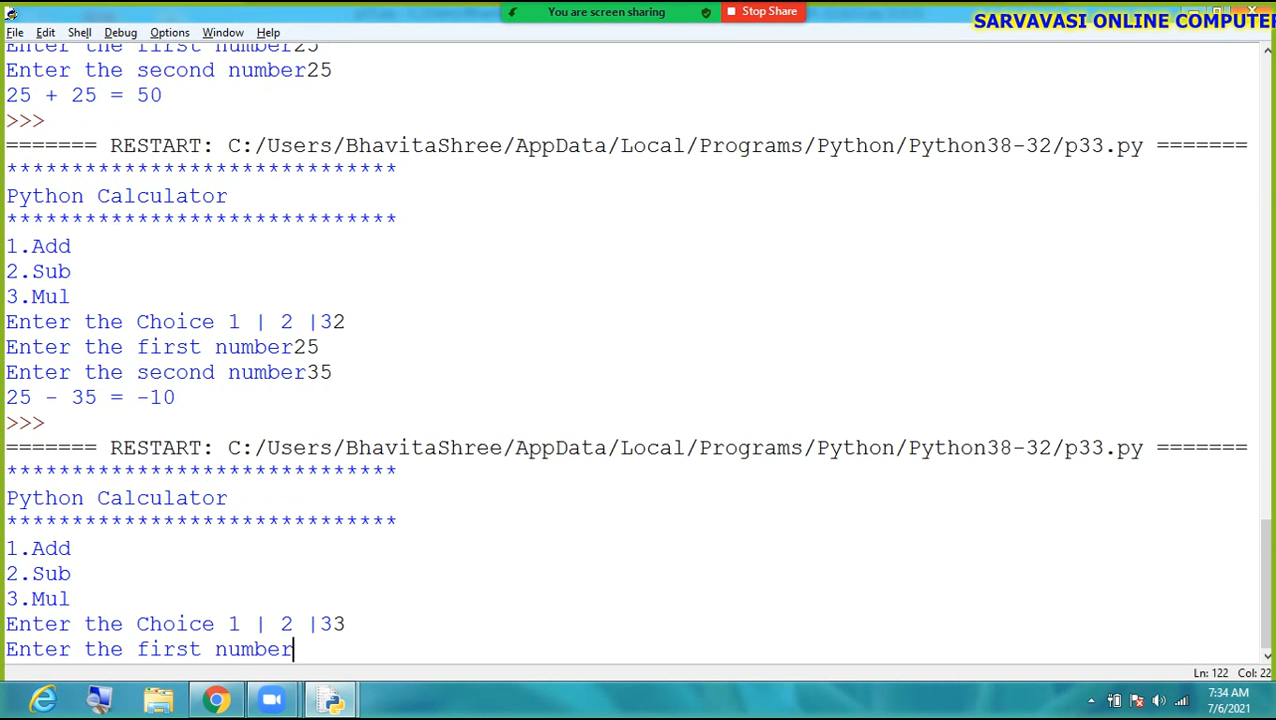 You are screen sharing
Stop Share
SARVAVASI ONLINE COMPUTER
File Edit Shell Debug Options Window Help
Enter the first number25
Enter the second number25
25 + 25 = 50
>>>
======= RESTART: C:/Users/BhavitaShree/AppData/Local/Programs/Python/Python38-32/p33.py =======
******************************
Python Calculator
******************************
1.Add
2.Sub
3.Mul
Enter the Choice 1 | 2 |32
Enter the first number25
Enter the second number35
25 - 35 = -10
>>>
======= RESTART: C:/Users/BhavitaShree/AppData/Local/Programs/Python/Python38-32/p33.py =======
******************************
Python Calculator
******************************
1.Add
2.Sub
3.Mul
Enter the Choice 1 | 2 |33
Enter the first number
Ln: 122 Col: 22
7:34 AM
7/6/2021